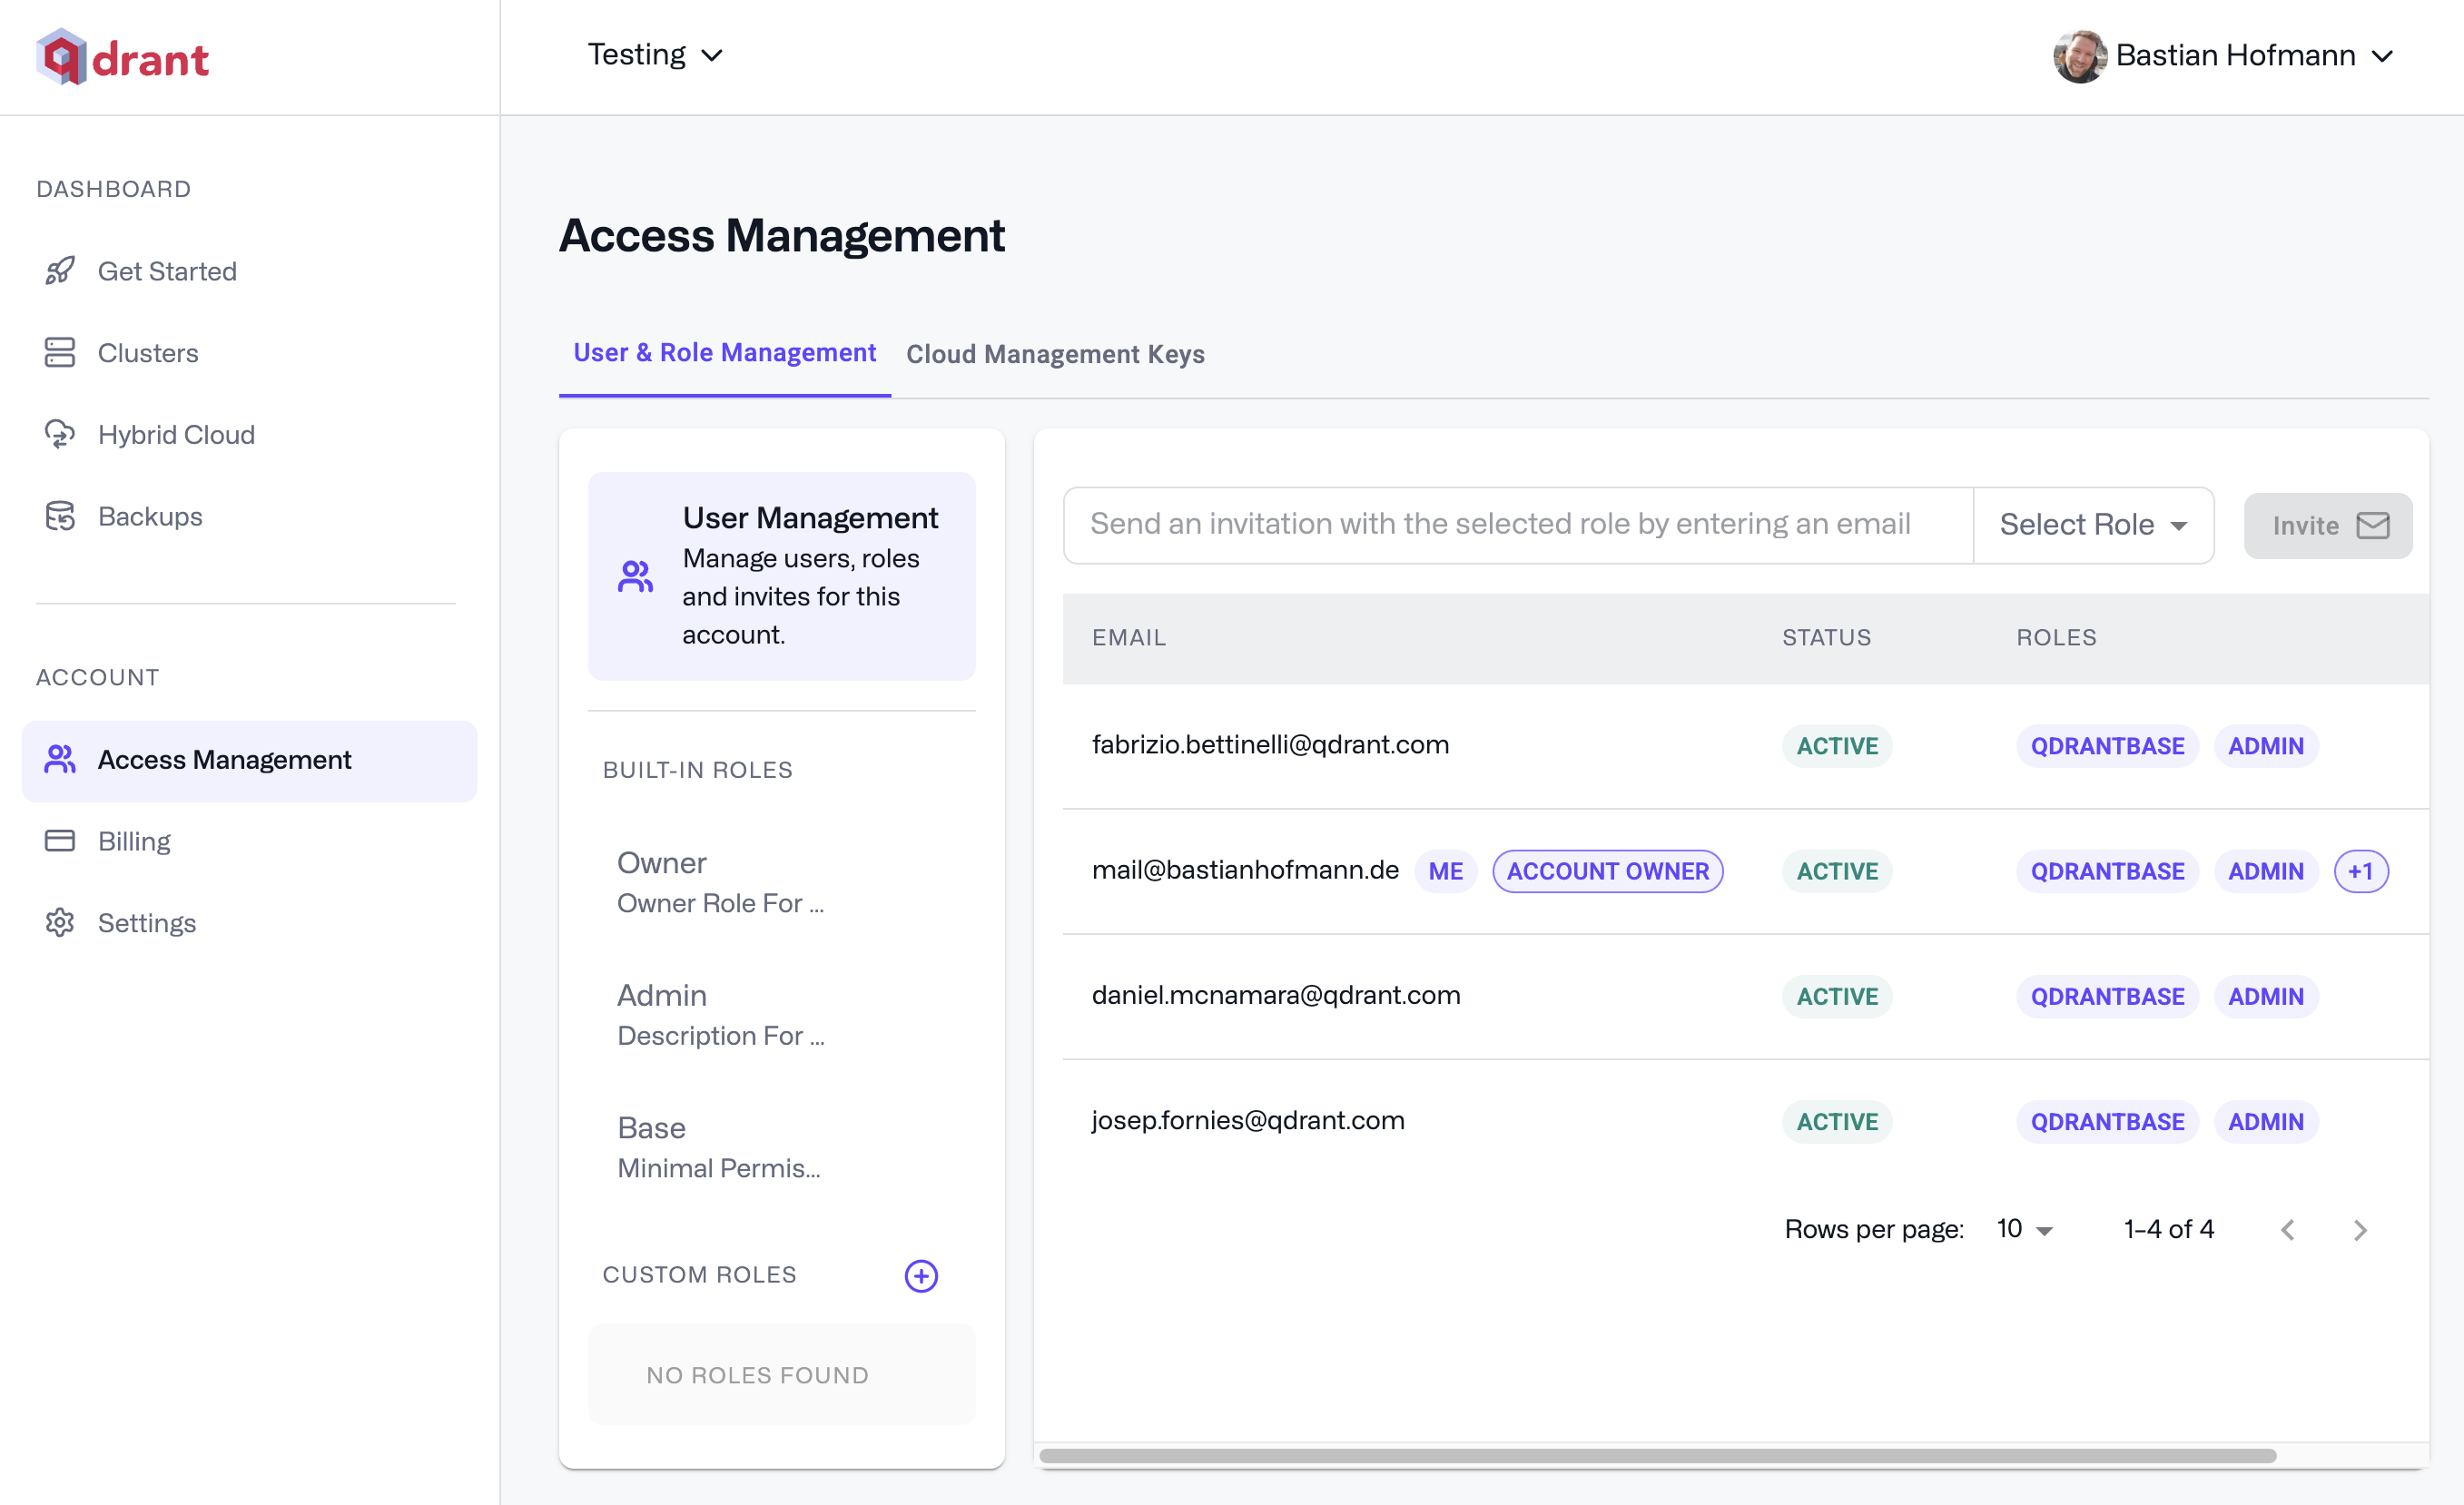 qdrant
Testing
Bastian Hofmann
DASHBOARD
Get Started
Clusters
Hybrid Cloud
Backups
ACCOUNT
Access Management
Billing
Settings
Access Management
User & Role Management
Cloud Management Keys
User Management
Manage users, roles
and invites for this
account.
BUILT-IN ROLES
Owner
Owner Role For ...
Admin
Description For ...
Base
Minimal Permis...
CUSTOM ROLES
NO ROLES FOUND
Send an invitation with the selected role by entering an email
Select Role
Invite
EMAIL STATUS ROLES
fabrizio.bettinelli@qdrant.com ACTIVE QDRANTBASE ADMIN
mail@bastianhofmann.de ME ACCOUNT OWNER ACTIVE QDRANTBASE ADMIN +1
daniel.mcnamara@qdrant.com ACTIVE QDRANTBASE ADMIN
josep.fornies@qdrant.com ACTIVE QDRANTBASE ADMIN
Rows per page: 10 1–4 of 4